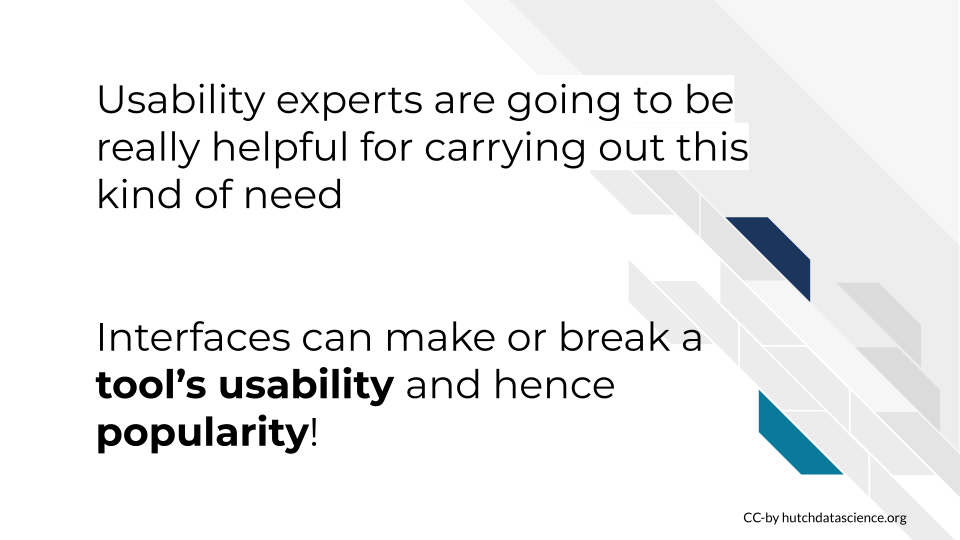 Usability experts are going to be
really helpful for carrying out this
kind of need
Interfaces can make or break a
tool’s usability and hence
popularity!
CC-by hutchdatascience.org